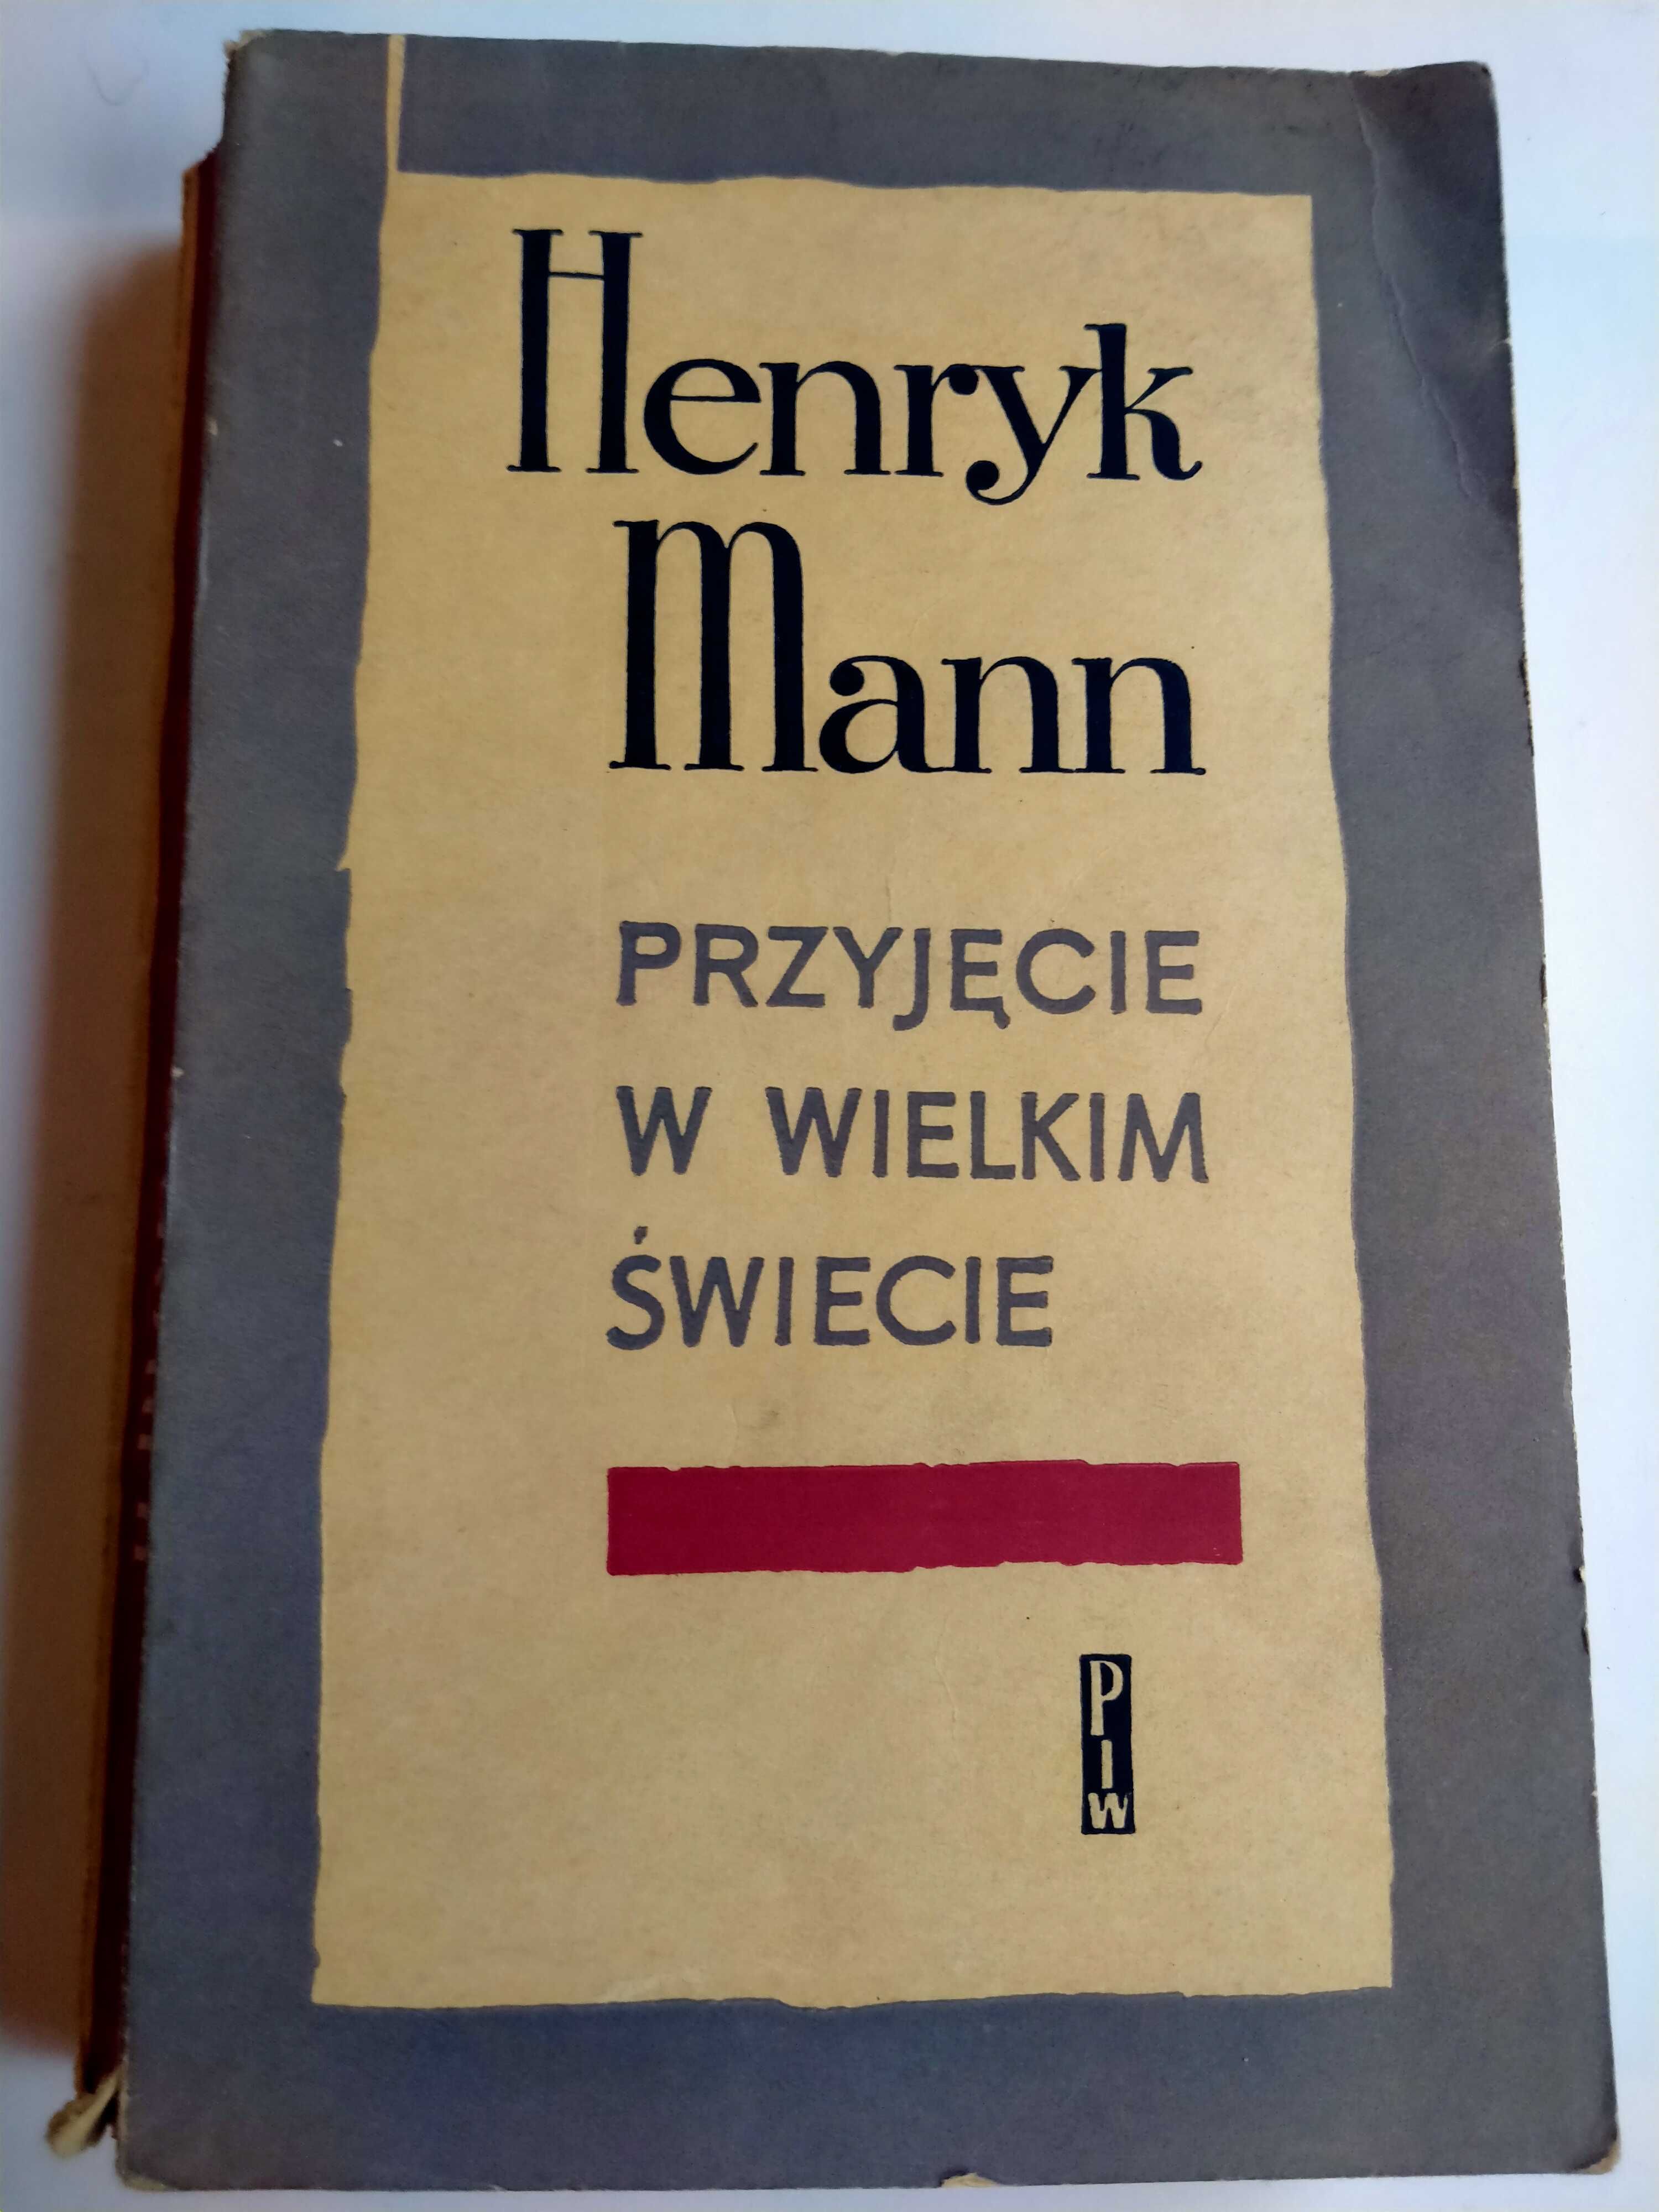 Henryk
Mann
PRZYJĘCIE
W WIELKIM
ŚWIECIE
PIW